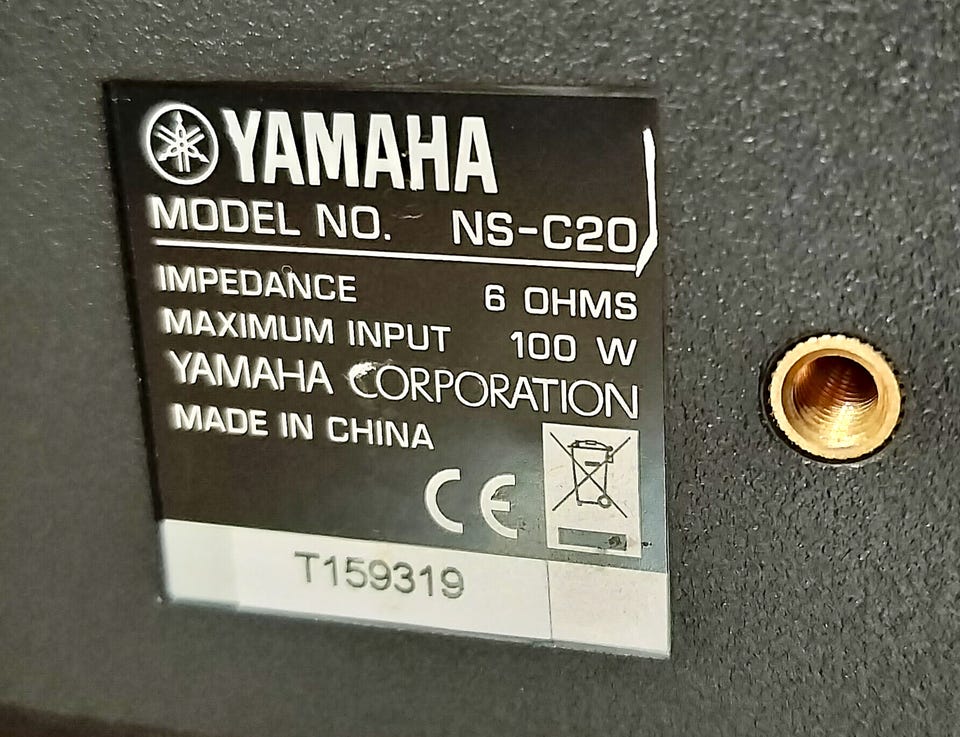 YAMAHA
MODEL NO. NS-C20
IMPEDANCE 6 OHMS
MAXIMUM INPUT 100 W
YAMAHA CORPORATION
MADE IN CHINA
CE
T159319